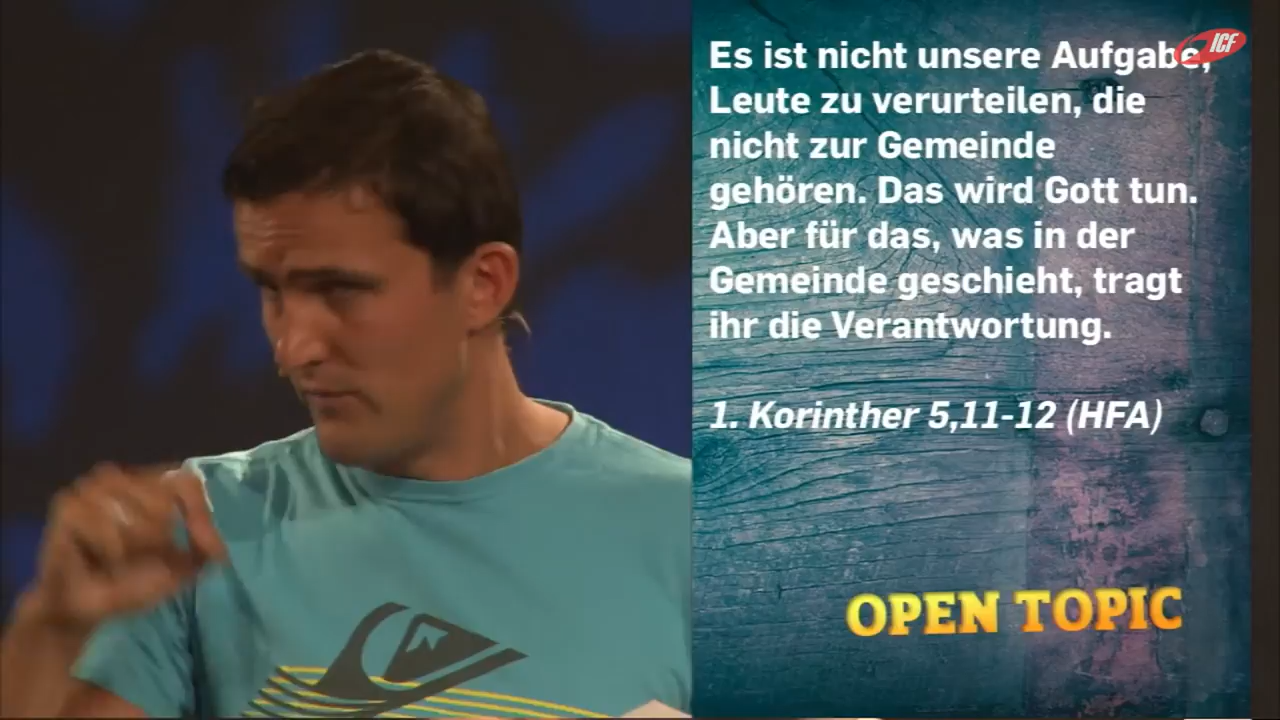 Es ist nicht unsere Aufgabe,
ICF
Leute zu verurteilen, die
nicht zur Gemeinde
gehören. Das wird Gott tun.
Aber für das, was in der
Gemeinde geschieht, tragt
ihr die Verantwortung.
1. Korinther 5,11-12 (HFA)
OPEN TOPIC